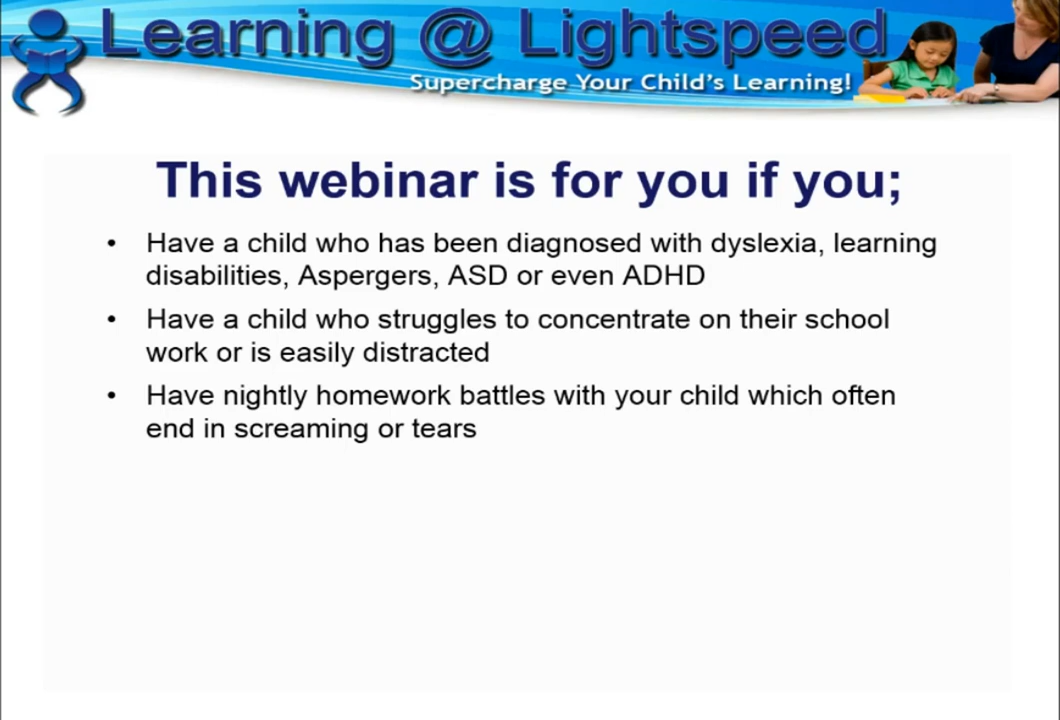 Learning @ Lightspeed
Supercharge Your Child's Learning!
This webinar is for you if you;
• Have a child who has been diagnosed with dyslexia, learning
disabilities, Aspergers, ASD or even ADHD
• Have a child who struggles to concentrate on their school
work or is easily distracted
• Have nightly homework battles with your child which often
end in screaming or tears